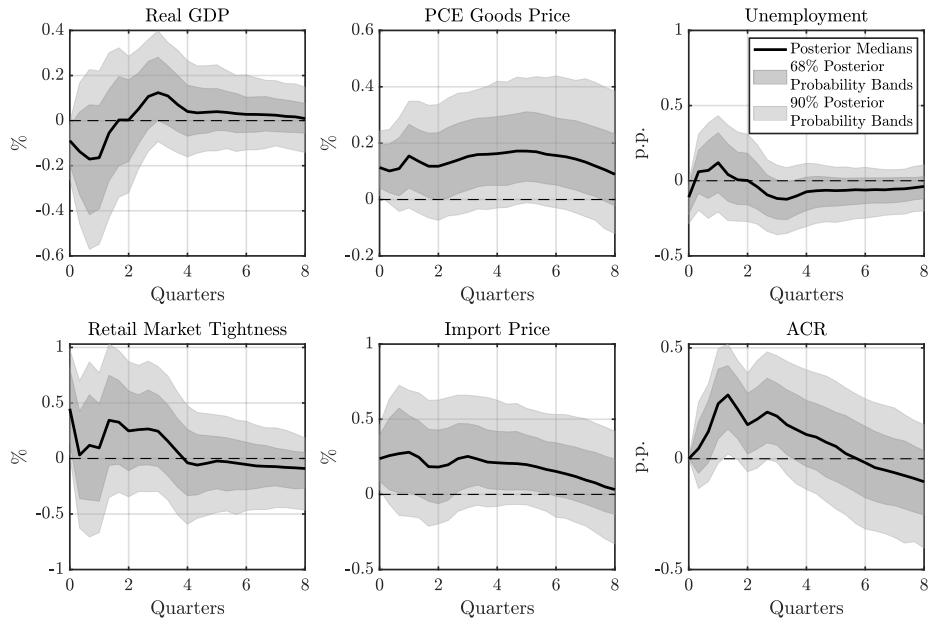 Real GDP
0.4
0.2
0
-0.2
-0.4
-0.6
%
0 2 4 6 8
Quarters
PCE Goods Price
0.6
0.4
0.2
0
-0.2
%
0 2 4 6 8
Quarters
Unemployment
1
0.5
0
-0.5
p.p.
0 2 4 6 8
Quarters
Posterior Medians
68% Posterior
Probability Bands
90% Posterior
Probability Bands
Retail Market Tightness
1
0.5
0
-0.5
-1
%
0 2 4 6 8
Quarters
Import Price
1
0.5
0
-0.5
%
0 2 4 6 8
Quarters
ACR
0.5
0
-0.5
p.p.
0 2 4 6 8
Quarters